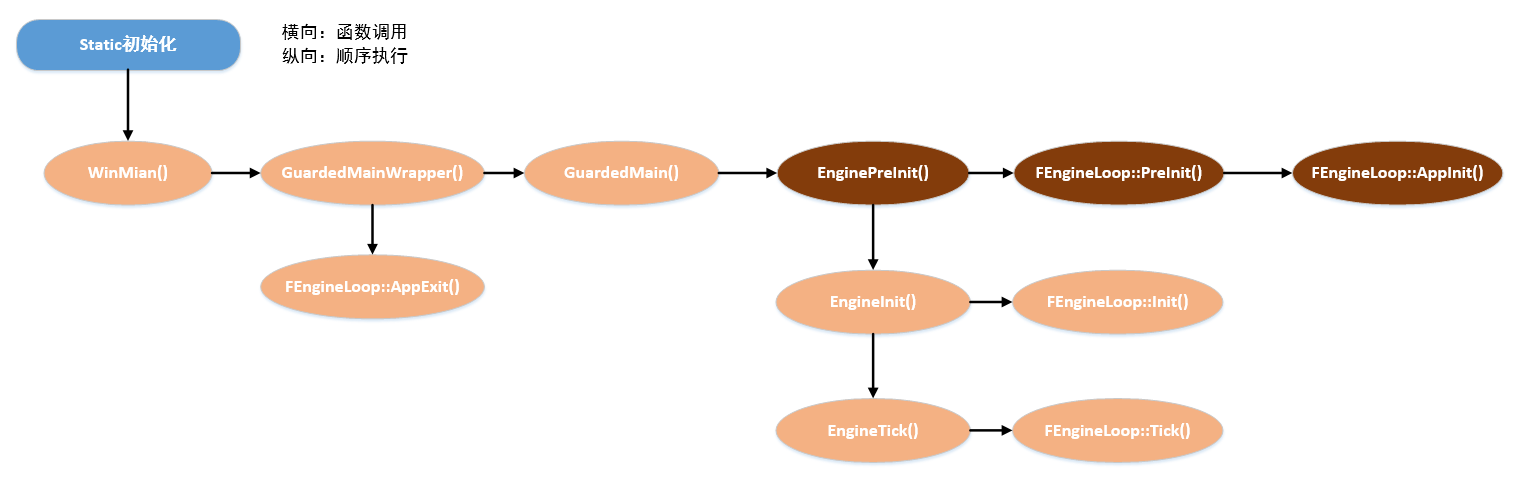 Static初始化
横向：函数调用
纵向：顺序执行
WinMian()
GuardedMainWrapper()
GuardedMain()
EnginePreInit()
FEngineLoop::PreInit()
FEngineLoop::AppInit()
FEngineLoop::AppExit()
EngineInit()
FEngineLoop::Init()
EngineTick()
FEngineLoop::Tick()